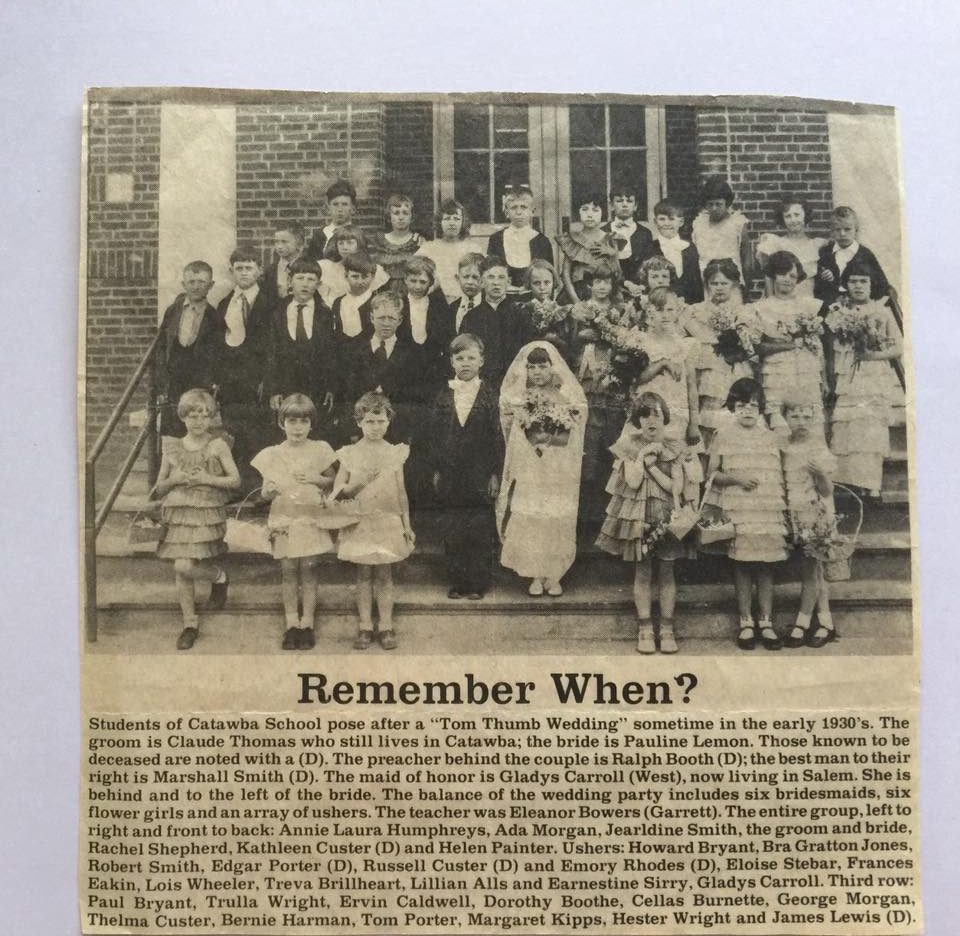 Remember When?
Students of Catawba School pose after a "Tom Thumb Wedding" sometime in the early 1930's. The
groom is Claude Thomas who still lives in Catawba; the bride is Pauline Lemon. Those known to be
deceased are noted with a (D). The preacher behind the couple is Ralph Booth (D); the best man to their
right is Marshall Smith (D). The maid of honor is Gladys Carroll (West), now living in Salem. She is
behind and to the left of the bride. The balance of the wedding party includes six bridesmaids, six
flower girls and an array of ushers. The teacher was Eleanor Bowers (Garrett). The entire group, left to
right and front to back: Annie Laura Humphreys, Ada Morgan, Jearldine Smith, the groom and bride,
Rachel Shepherd, Kathleen Custer (D) and Helen Painter. Ushers: Howard Bryant, Bra Gratton Jones,
Robert Smith, Edgar Porter (D), Russell Custer (D) and Emory Rhodes (D), Eloise Stebar, Frances
Eakin, Lois Wheeler, Treva Brillheart, Lillian Alls and Earnestine Sirry, Gladys Carroll. Third row:
Paul Bryant, Trulla Wright, Ervin Caldwell, Dorothy Boothe, Cellas Burnette, George Morgan,
Thelma Custer, Bernie Harman, Tom Porter, Margaret Kipps, Hester Wright and James Lewis (D).